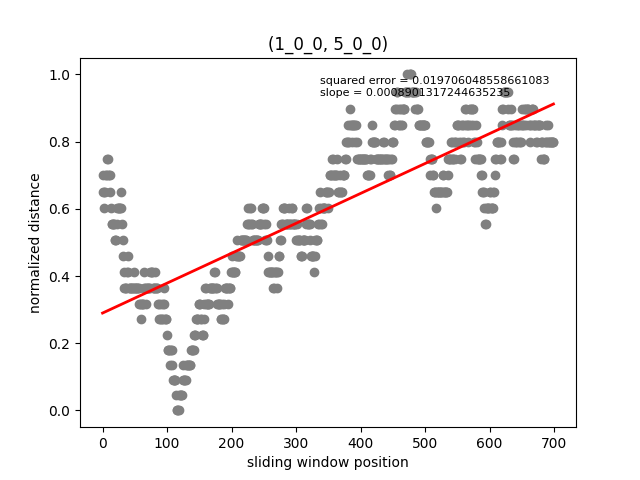 (1_0_0, 5_0_0)
squared error = 0.019706048558661083
slope = 0.0008901317244635235
1.0
0.8
0.6
0.4
0.2
0.0
normalized distance
0 100 200 300 400 500 600 700
sliding window position